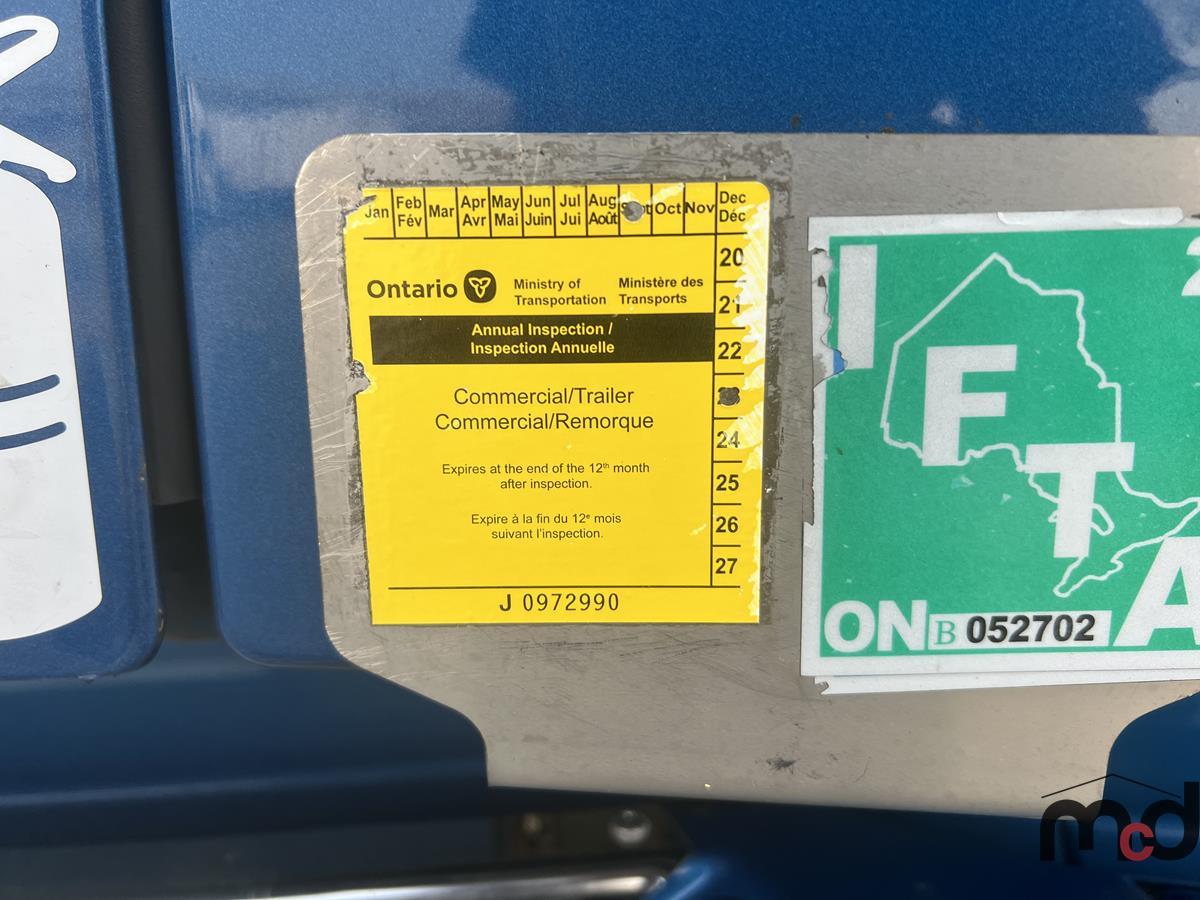 Jan Feb Mar Apr May Jun Jul Aug Oct Nov Dec
Fév Avr Mai Juin Jui Août Déc
20
Ontario Ministry of Ministère des
Transportation Transports
21
Annual Inspection /
Inspection Annuelle
22
Commercial/Trailer
Commercial/Remorque
24
Expires at the end of the 12th month
after inspection.
25
Expire à la fin du 12e mois
suivant l'inspection.
26
27
J 0972990
I F T A
ON B 052702
mcd